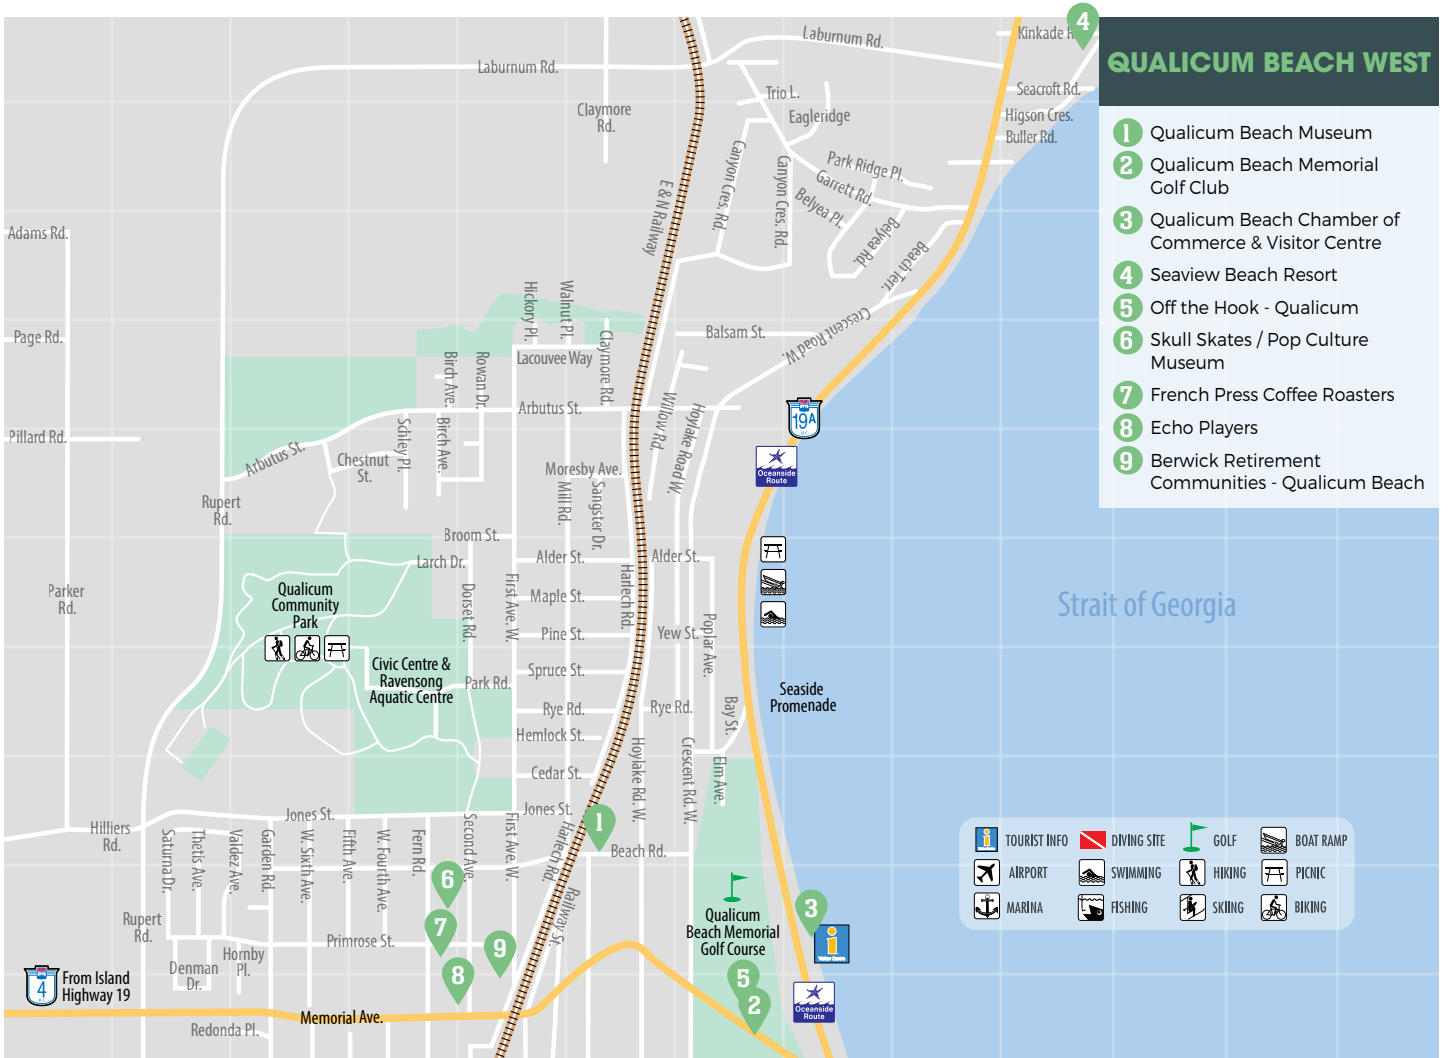 QUALICUM BEACH WEST
1 Qualicum Beach Museum
2 Qualicum Beach Memorial
Golf Club
3 Qualicum Beach Chamber of
Commerce & Visitor Centre
4 Seaview Beach Resort
5 Off the Hook - Qualicum
6 Skull Skates / Pop Culture
Museum
7 French Press Coffee Roasters
8 Echo Players
9 Berwick Retirement
Communities - Qualicum Beach
4
Kinkade
Laburnum Rd.
Laburnum Rd.
Seacroft Rd.
Trio L.
Claymore
Rd.
Eagleridge
Higson Cres.
Buller Rd.
Canyon Cres. Rd.
Canyon Cres. Rd.
Park Ridge Pl.
Garrett Rd.
Belyea Pl.
Belyea Rd.
Beach Terr.
E & N Railway
Adams Rd.
Hickory Pl.
Walnut Pl.
Page Rd.
Balsam St.
Crescent Road W.
Claymore Rd.
Lacouvee Way
Birch Ave.
Rowan Dr.
Arbutus St.
Willow Rd.
Hoylake Road W.
19A
Schley Pl.
Birch Ave.
Pillard Rd.
Arbutus St.
Chestnut
St.
Moresby Ave.
Oceanside
Route
Mill Rd.
Sangster Dr.
Rupert
Rd.
Broom St.
Larch Dr.
Alder St.
Alder St.
Harlech Rd.
First Ave. W.
Dorset Rd.
Maple St.
Parker
Rd.
Qualicum
Community
Park
Pine St.
Yew St.
Poplar Ave.
Strait of Georgia
Civic Centre &
Ravensong
Aquatic Centre
Spruce St.
Park Rd.
Seaside
Promenade
Rye Rd.
Rye Rd.
Bay St.
Hemlock St.
Hoylake Rd. W.
Crescent Rd. W.
Cedar St.
Elm Ave.
Jones St.
Jones St.
Hilliers
Rd.
Saturna Dr.
Thetis Ave.
Valdez Ave.
Garden Rd.
W. Sixth Ave.
Fifth Ave.
W. Fourth Ave.
Fern Rd.
Second Ave.
First Ave. W.
Harlech Rd.
1
Beach Rd.
TOURIST INFO
DIVING SITE
GOLF
BOAT RAMP
AIRPORT
SWIMMING
HIKING
PICNIC
MARINA
FISHING
SKIING
BIKING
6
Railway St.
Qualicum
Beach Memorial
Golf Course
3
i
Visitor Centre
Rupert
Rd.
7
Primrose St.
9
Hornby
Pl.
Denman
Dr.
8
5
2
4
From Island
Highway 19
Oceanside
Route
Memorial Ave.
Redonda Pl.